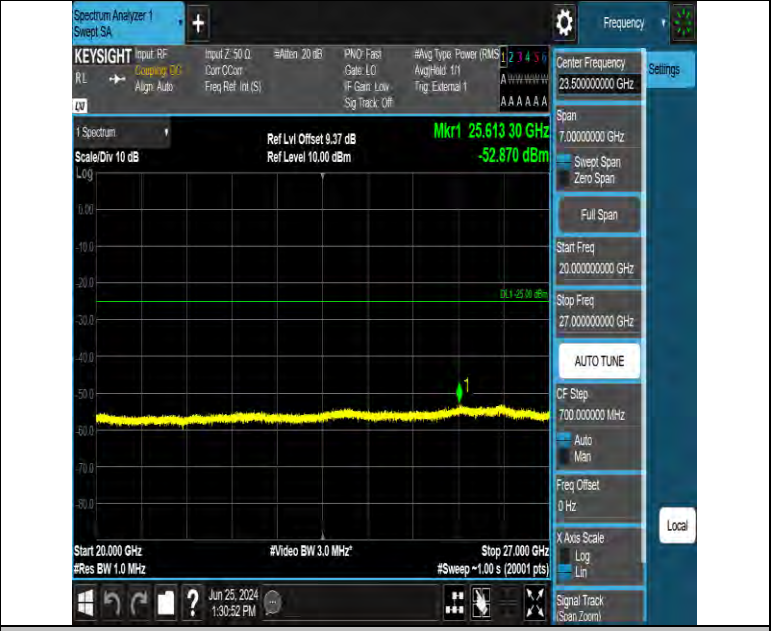 Spectrum Analyzer 1
Swept SA
+
Frequency
KEYSIGHT
Input: RF
Coupling: DC
Align: Auto
RL
LXI
Input Z: 50 Ω
Corr CCorr
Freq Ref: Int (S)
#Atten: 20 dB
PNO: Fast
Gate: LO
IF Gain: Low
Sig Track: Off
#Avg Type: Power (RMS
Avg|Hold: 1/1
Trig: External 1
1 2 3 4 5 6
A W W W W W
A A A A A A
Center Frequency
23.500000000 GHz
Settings
1 Spectrum
Scale/Div 10 dB
Ref Lvl Offset 9.37 dB
Ref Level 10.00 dBm
Mkr1 25.613 30 GHz
-52.870 dBm
Span
7.00000000 GHz
Swept Span
Zero Span
Full Span
Start Freq
20.000000000 GHz
Stop Freq
27.000000000 GHz
AUTO TUNE
CF Step
700.000000 MHz
Auto
Man
Freq Offset
0 Hz
X Axis Scale
Log
Lin
Signal Track
(Span Zoom)
Local
Log
0.00
-10.0
-20.0
DL1 -25.00 dBm
-30.0
-40.0
1
-50.0
-60.0
-70.0
-80.0
Start 20.000 GHz
#Video BW 3.0 MHz*
Stop 27.000 GHz
#Res BW 1.0 MHz
#Sweep ~1.00 s (20001 pts)
?
Jun 25, 2024
1:30:52 PM